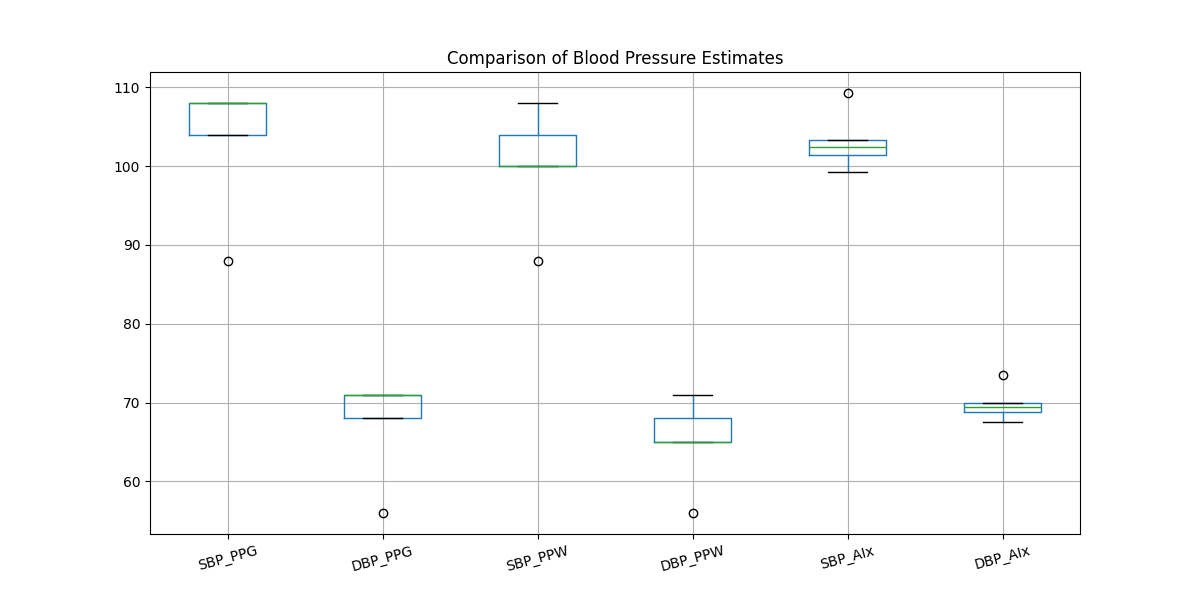 Comparison of Blood Pressure Estimates
110
100
90
80
70
60
SBP_PPG
DBP_PPG
SBP_PPW
DBP_PPW
SBP_AIx
DBP_AIx